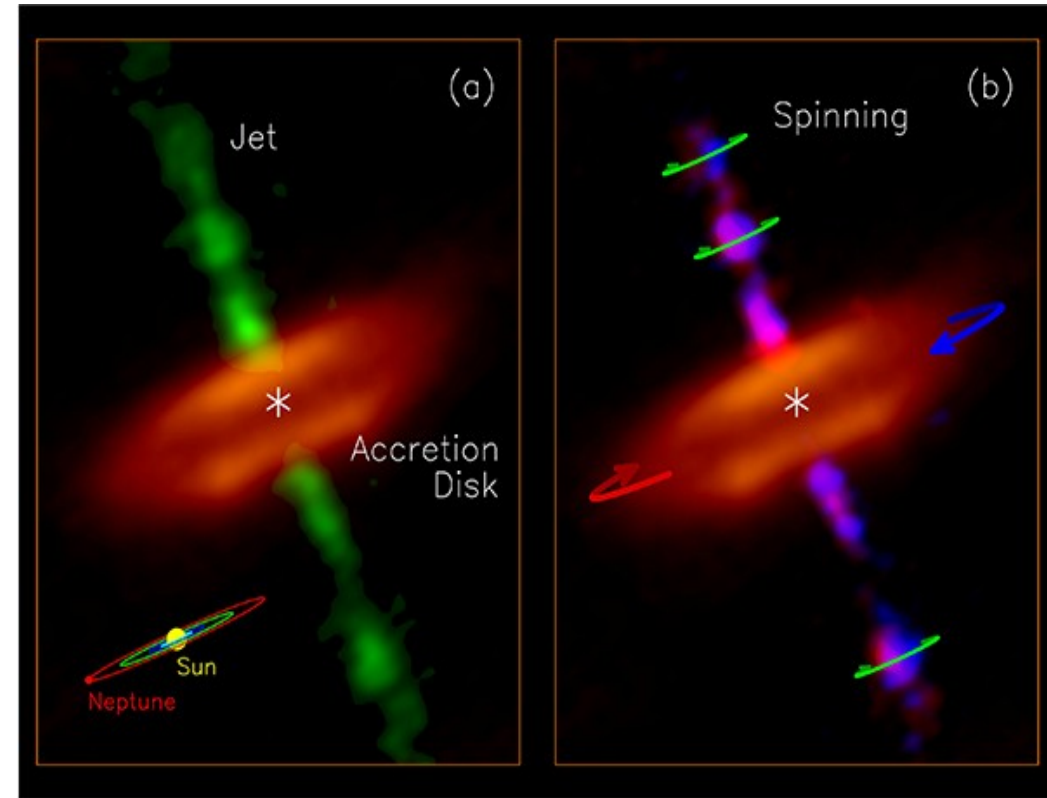 (a)
Jet
*
Accretion
Disk
Sun
Neptune
(b)
Spinning
*